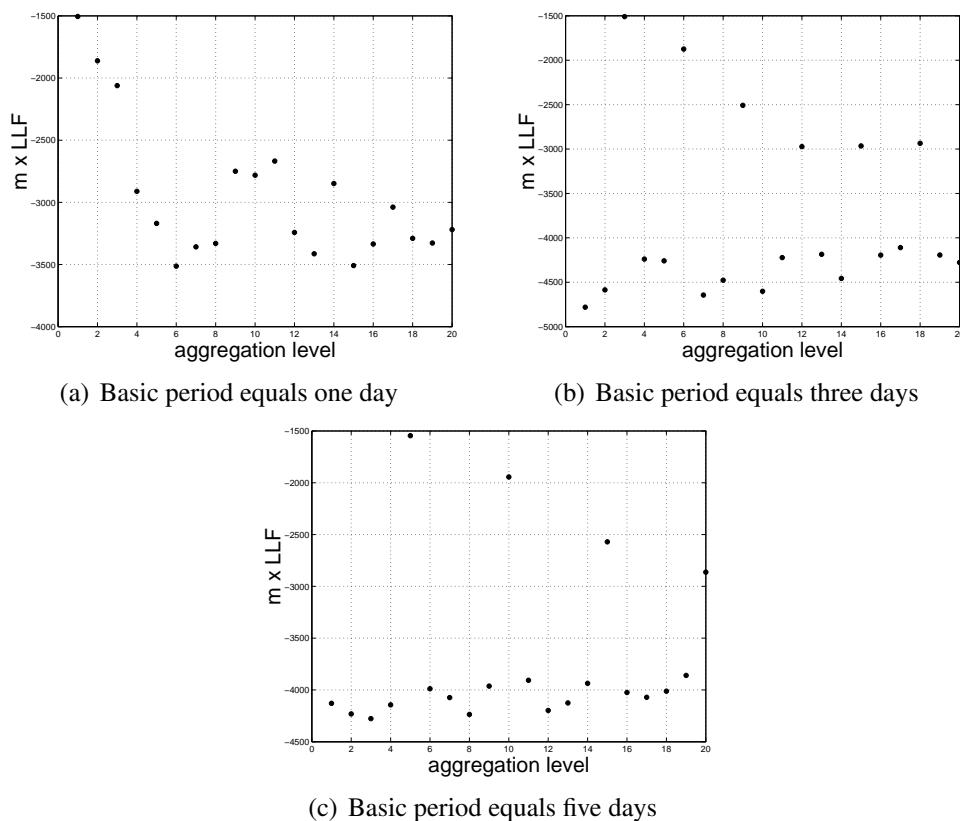 -1500
-2000
-2500
-3000
-3500
-4000
m x LLF
0 2 4 6 8 10 12 14 16 18 20
aggregation level
(a) Basic period equals one day
-1500
-2000
-2500
-3000
-3500
-4000
-4500
-5000
m x LLF
0 2 4 6 8 10 12 14 16 18 20
aggregation level
(b) Basic period equals three days
-1500
-2000
-2500
-3000
-3500
-4000
-4500
m x LLF
0 2 4 6 8 10 12 14 16 18 20
aggregation level
(c) Basic period equals five days